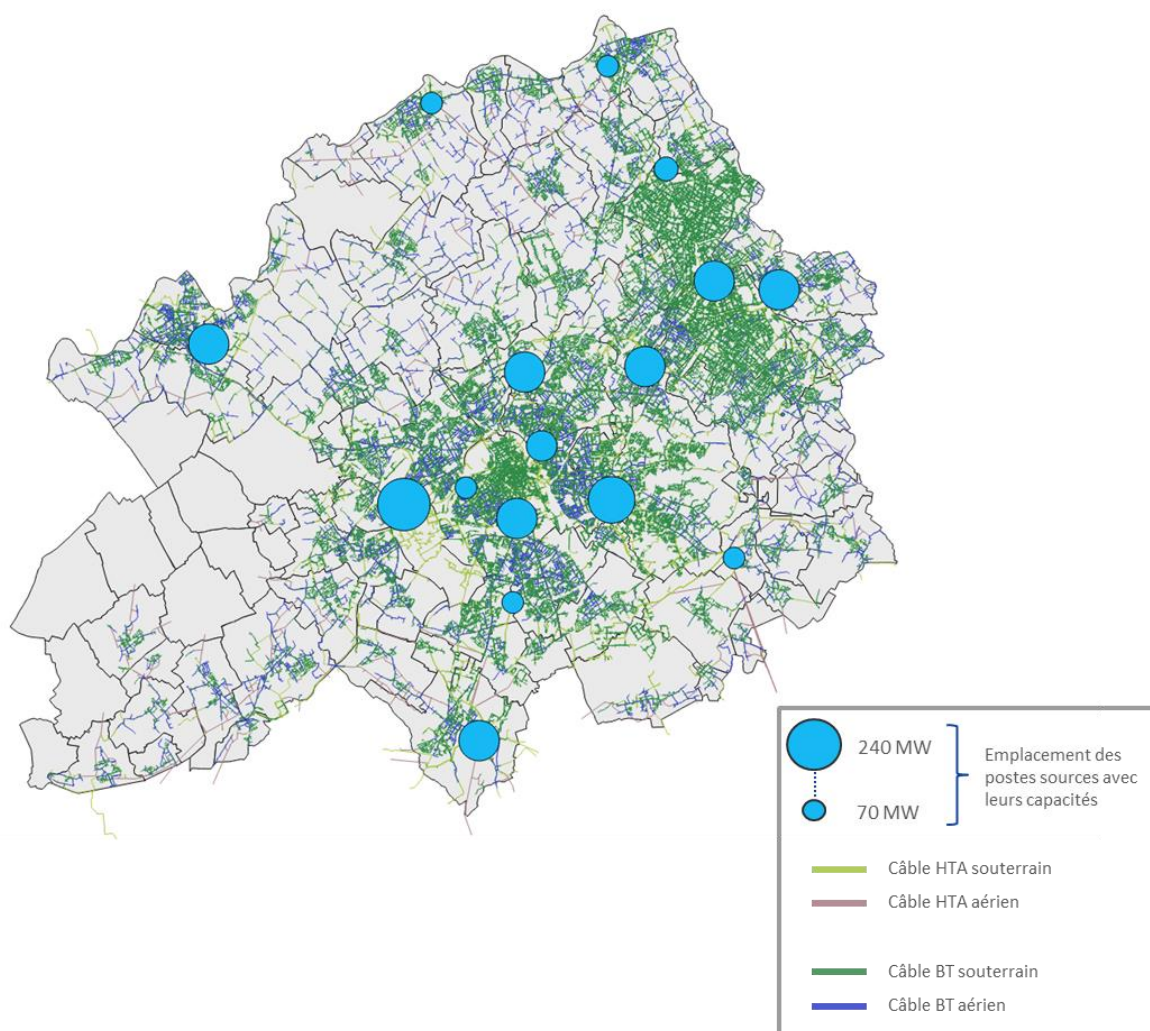 240 MW
70 MW
Emplacement des
postes sources avec
leurs capacités
Câble HTA souterrain
Câble HTA aérien
Câble BT souterrain
Câble BT aérien